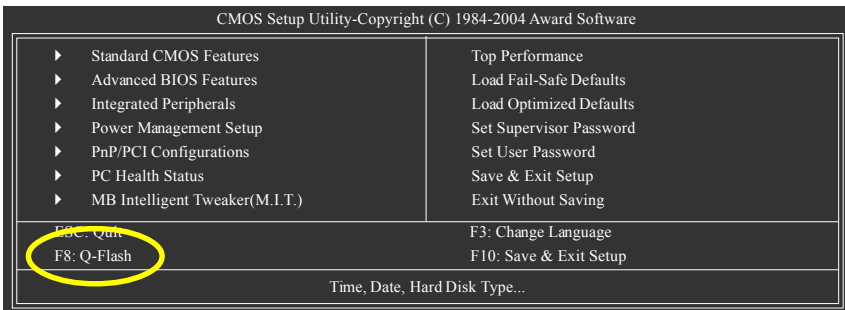 CMOS Setup Utility-Copyright (C) 1984-2004 Award Software
Standard CMOS Features
Advanced BIOS Features
Integrated Peripherals
Power Management Setup
PnP/PCI Configurations
PC Health Status
MB Intelligent Tweaker(M.I.T.)
Top Performance
Load Fail-Safe Defaults
Load Optimized Defaults
Set Supervisor Password
Set User Password
Save & Exit Setup
Exit Without Saving
ESC: Quit
F8: Q-Flash
F3: Change Language
F10: Save & Exit Setup
Time, Date, Hard Disk Type...